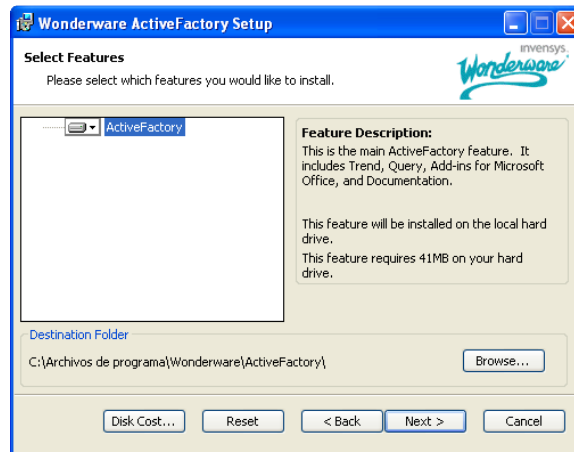 Wonderware ActiveFactory Setup
Select Features
Please select which features you would like to install.
invensys.
Wonderware
ActiveFactory
Feature Description:
This is the main ActiveFactory feature. It
includes Trend, Query, Add-ins for Microsoft
Office, and Documentation.
This feature will be installed on the local hard
drive.
This feature requires 41MB on your hard
drive.
Destination Folder
C:\Archivos de programa\Wonderware\ActiveFactory\
Browse...
Disk Cost...
Reset
< Back
Next >
Cancel